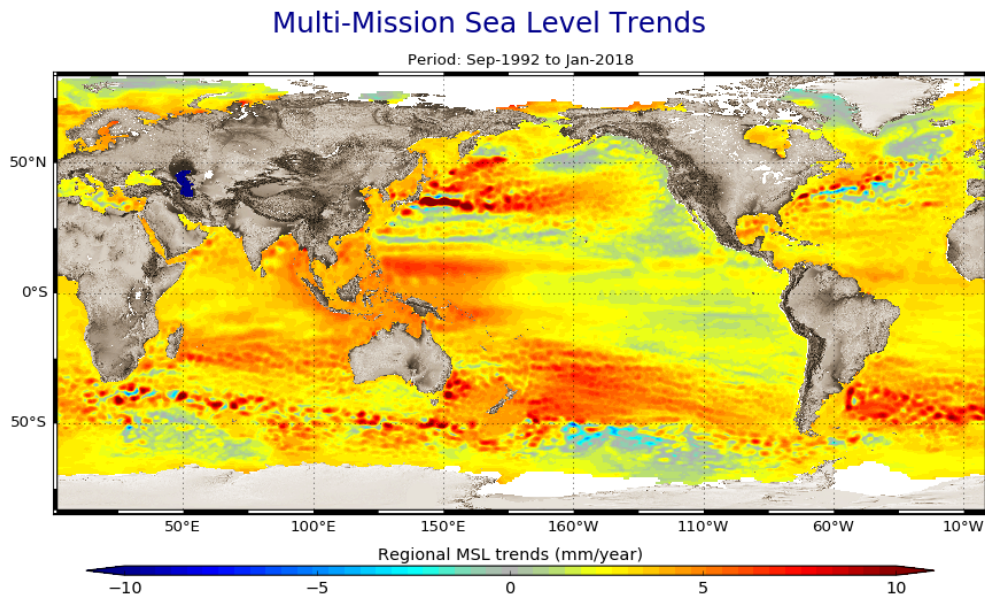 Multi-Mission Sea Level Trends
Period: Sep-1992 to Jan-2018
50°N
0°S
50°S
50°E 100°E 150°E 160°W 110°W 60°W 10°W
Regional MSL trends (mm/year)
−10 −5 0 5 10